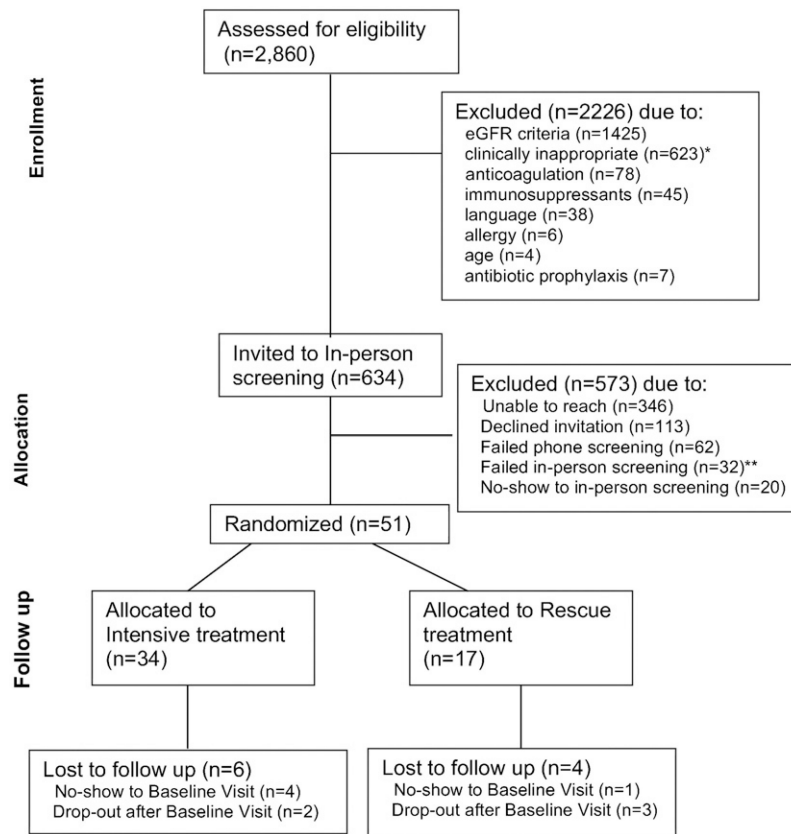 Assessed for eligibility
(n=2,860)
Enrollment
Excluded (n=2226) due to:
eGFR criteria (n=1425)
clinically inappropriate (n=623)*
anticoagulation (n=78)
immunosuppressants (n=45)
language (n=38)
allergy (n=6)
age (n=4)
antibiotic prophylaxis (n=7)
Invited to In-person
screening (n=634)
Allocation
Excluded (n=573) due to:
Unable to reach (n=346)
Declined invitation (n=113)
Failed phone screening (n=62)
Failed in-person screening (n=32)**
No-show to in-person screening (n=20)
Randomized (n=51)
Follow up
Allocated to
Intensive treatment
(n=34)
Allocated to Rescue
treatment
(n=17)
Lost to follow up (n=6)
No-show to Baseline Visit (n=4)
Drop-out after Baseline Visit (n=2)
Lost to follow up (n=4)
No-show to Baseline Visit (n=1)
Drop-out after Baseline Visit (n=3)